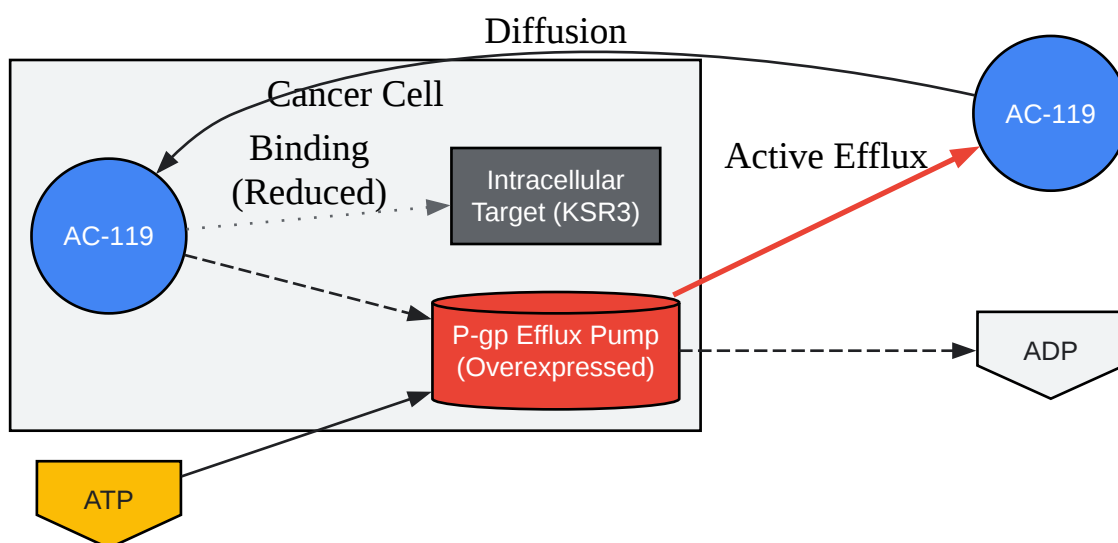 Diffusion
Cancer Cell
AC-119
Binding
(Reduced)
Intracellular
Target (KSR3)
Active Efflux
AC-119
P-gp Efflux Pump
(Overexpressed)
ADP
ATP